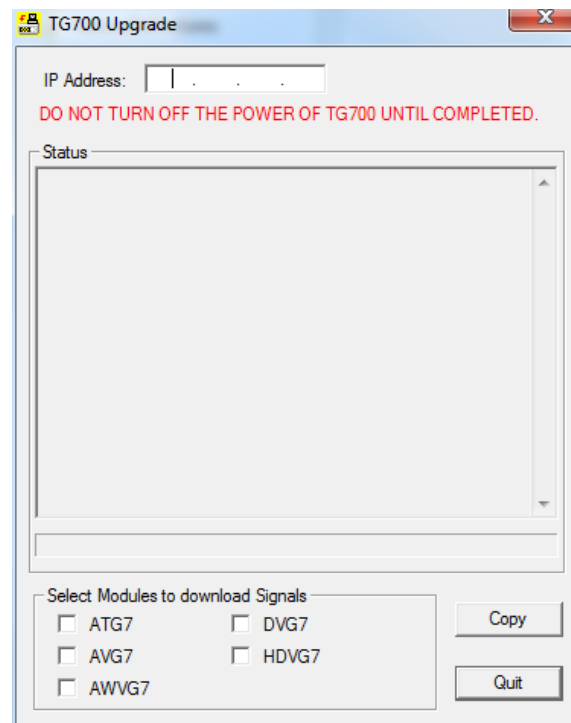 TG700 Upgrade
IP Address: . . .
DO NOT TURN OFF THE POWER OF TG700 UNTIL COMPLETED.
Status
Select Modules to download Signals
ATG7 DVG7 Copy
AVG7 HDVG7
AWVG7 Quit